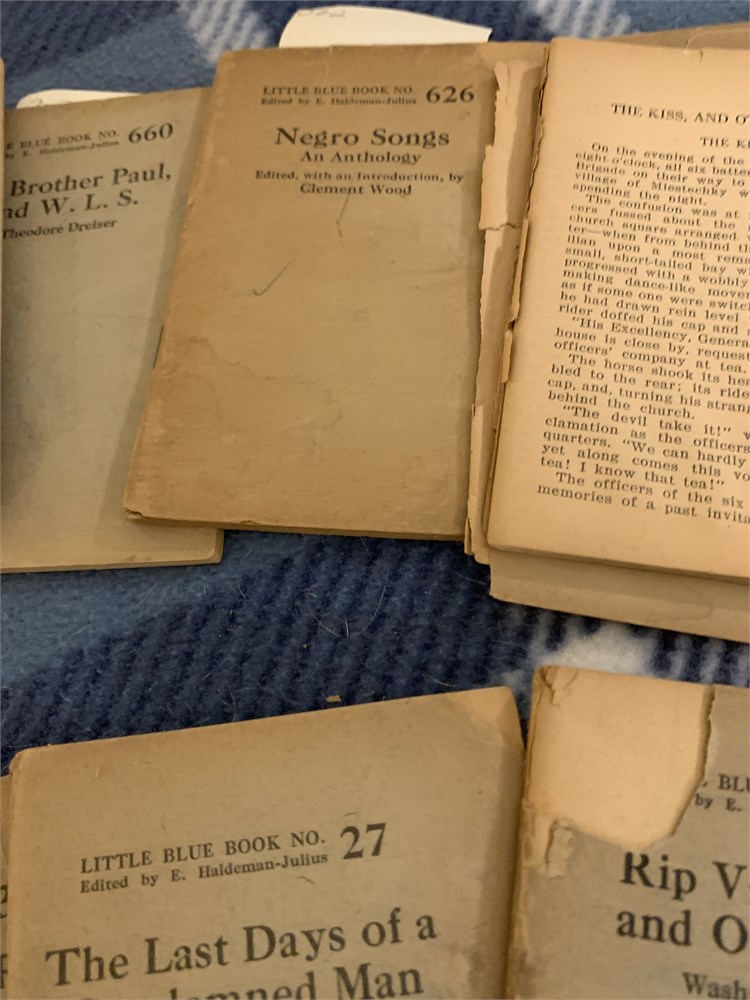 E BLUE BOOK NO. 660
by E. Haldeman-Julius
Brother Paul,
nd W. L. S.
Theodore Dreiser
LITTLE BLUE BOOK NO. 626
Edited by E. Haldeman-Julius
Negro Songs
An Anthology
Edited, with an Introduction, by
Clement Wood
THE KISS, AND O
THE K
On the evening of the
eight o'clock, all six batte
Brigade on their way to
village of Miestechky w
spending the night.
The confusion was at
cers fussed about the
church square arranged
ter—when from behind th
ilian upon a most rema
small, short-tailed bay w
progressed with a wobbly
making dance-like mover
as if some one were switc
he had drawn rein level
rider doffed his cap and s
"His Excellency, Genera
house is close by, request
officers' company at tea.
The horse shook its he
bled to the rear; its ride
cap, and, turning his strang
behind the church.
"The devil take it!" w
clamation as the officers
quarters. "We can hardly
yet along comes this vo
tea! I know that tea!"
The officers of the six
memories of a past invita
LITTLE BLUE BOOK NO. 27
Edited by E. Haldeman-Julius
The Last Days of a
demned Man
BLU
by E.
Rip V
and O
Wash